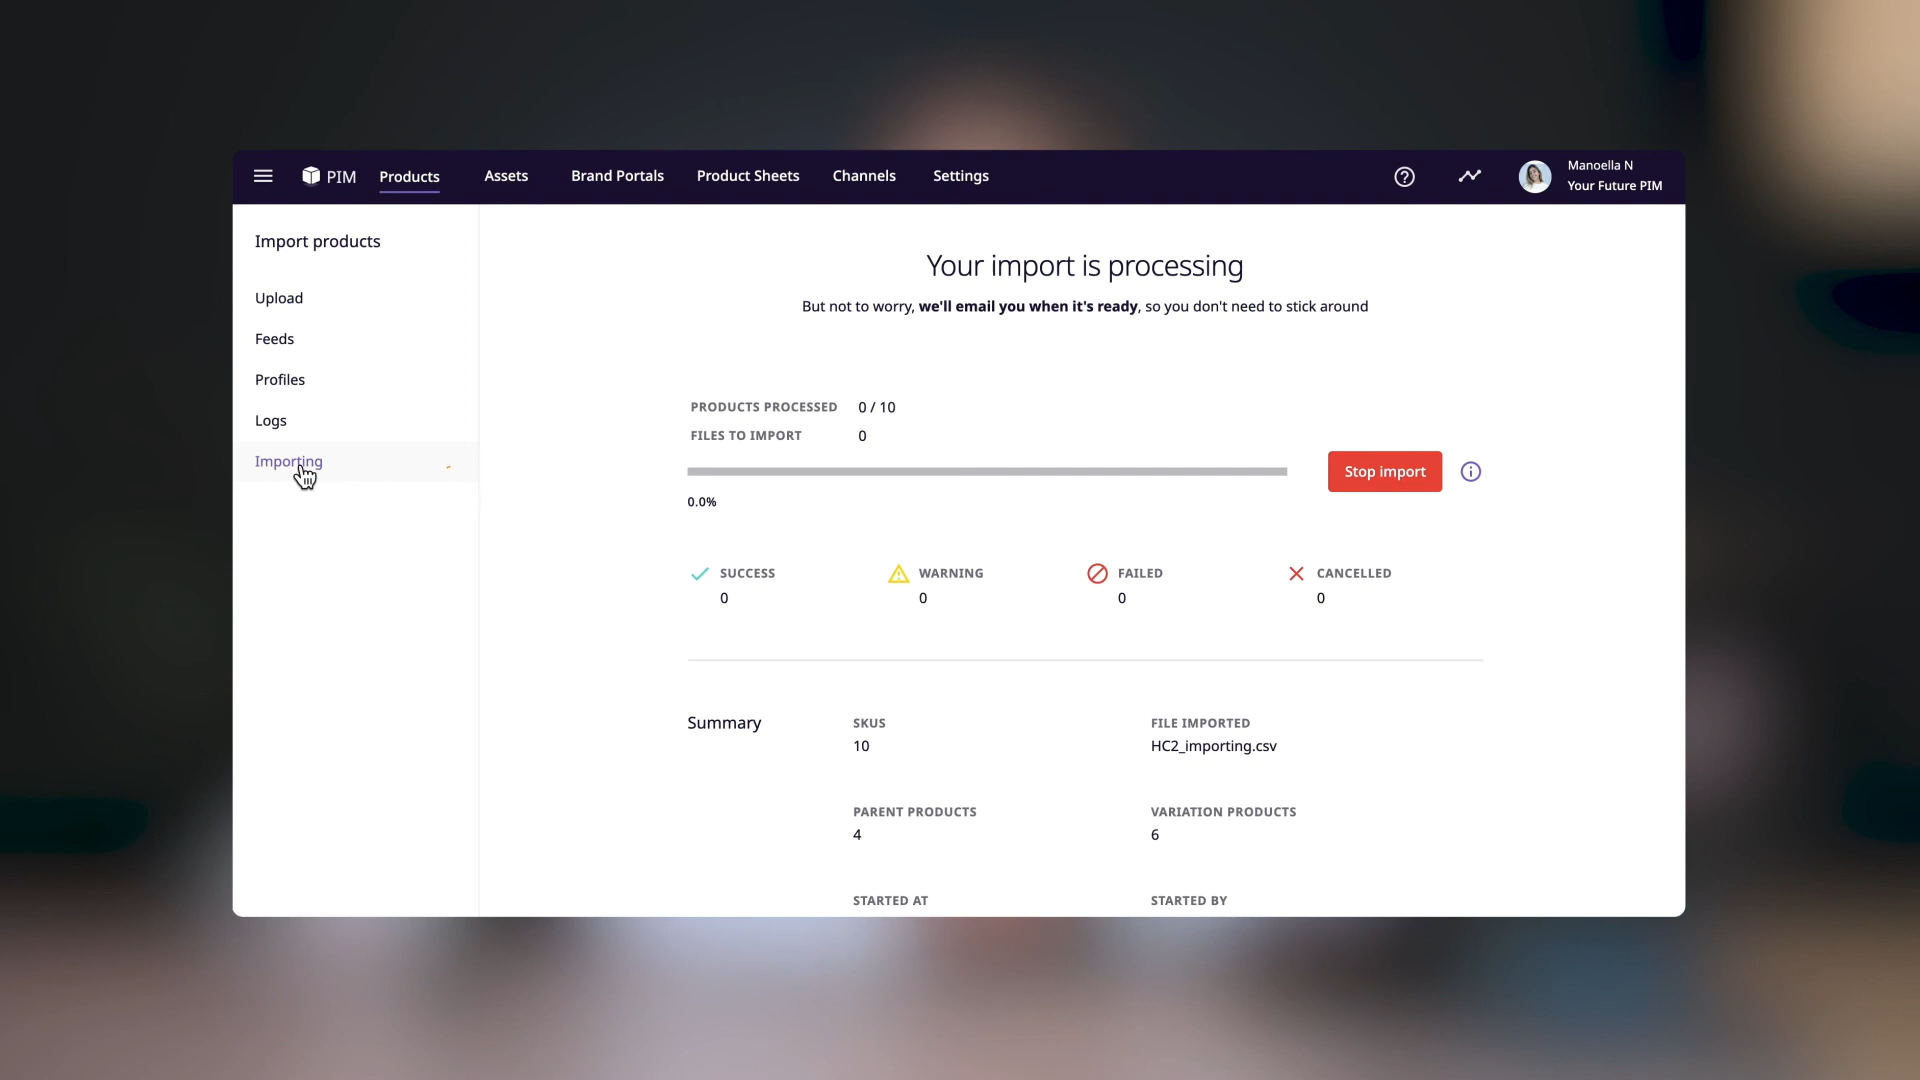 PIM
Products
Assets
Brand Portals
Product Sheets
Channels
Settings
Manoella N
Your Future PIM
Import products
Upload
Feeds
Profiles
Logs
Importing
Your import is processing
But not to worry, we'll email you when it's ready, so you don't need to stick around
PRODUCTS PROCESSED 0 / 10
FILES TO IMPORT 0
Stop import
0.0%
SUCCESS
0
WARNING
0
FAILED
0
CANCELLED
0
Summary
SKUS
10
FILE IMPORTED
HC2_importing.csv
PARENT PRODUCTS
4
VARIATION PRODUCTS
6
STARTED AT
STARTED BY